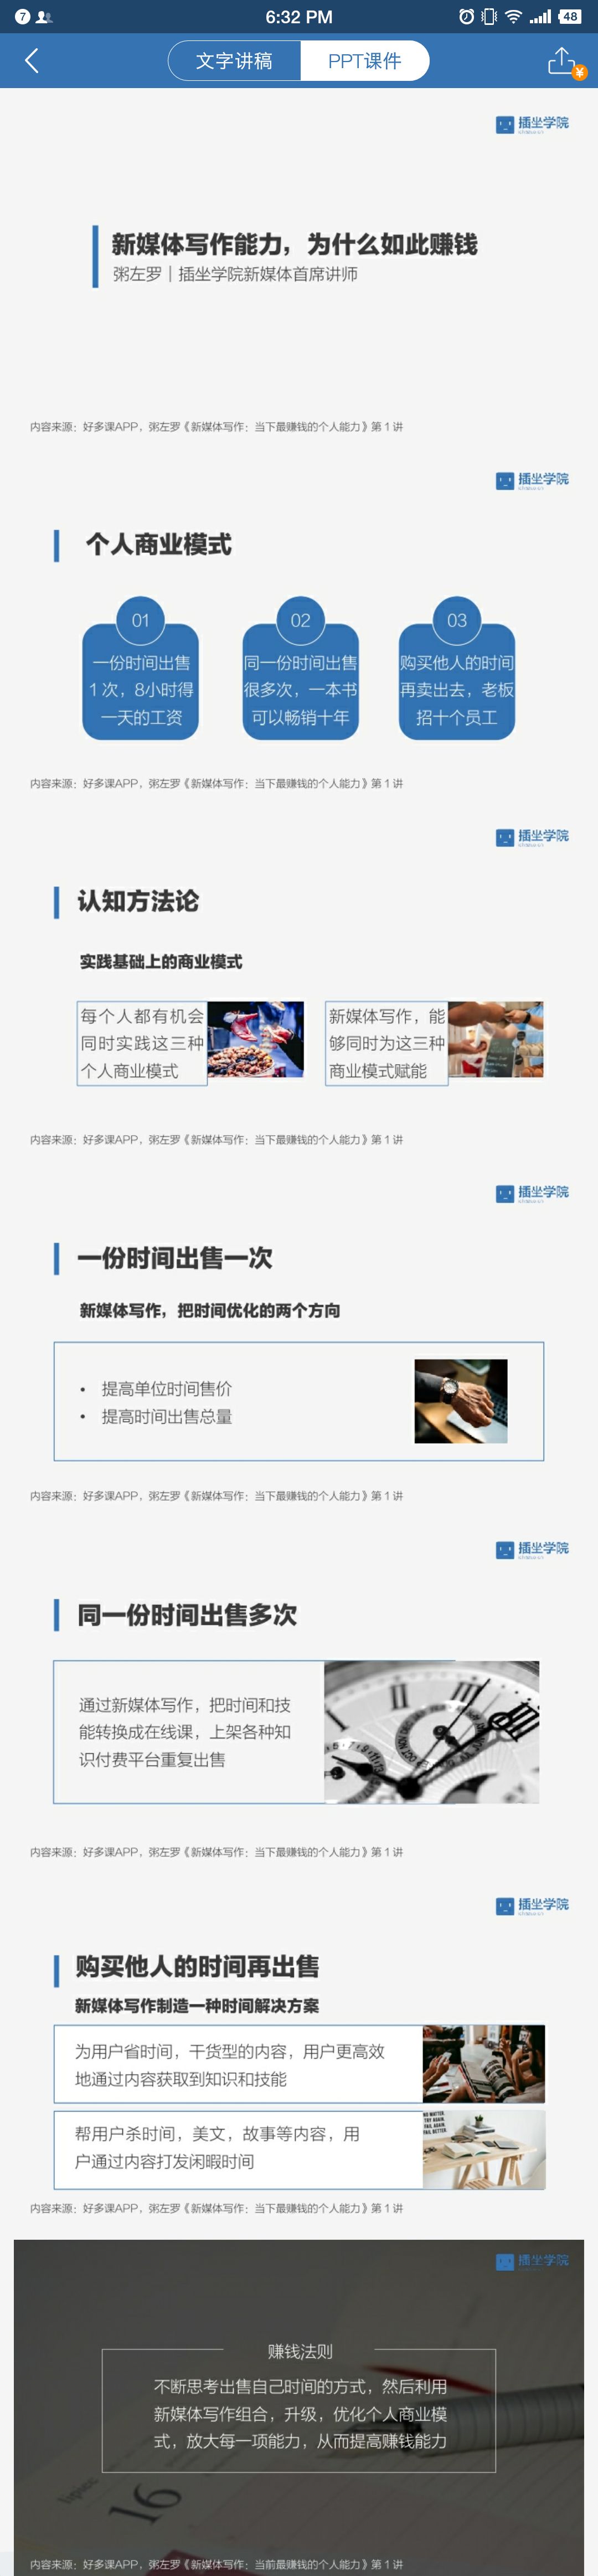 7
6:32 PM
48
文字讲稿
PPT课件
¥
插坐学院
新媒体写作能力，为什么如此赚钱
粥左罗｜插坐学院新媒体首席讲师
内容来源：好多课APP，粥左罗《新媒体写作：当下最赚钱的个人能力》第 1 讲
插坐学院
个人商业模式
01
一份时间出售
1 次，8小时得
一天的工资
02
同一份时间出售
很多次，一本书
可以畅销十年
03
购买他人的时间
再卖出去，老板
招十个员工
内容来源：好多课APP，粥左罗《新媒体写作：当下最赚钱的个人能力》第 1 讲
插坐学院
认知方法论
实践基础上的商业模式
每个人都有机会
同时实践这三种
个人商业模式
新媒体写作，能
够同时为这三种
商业模式赋能
内容来源：好多课APP，粥左罗《新媒体写作：当下最赚钱的个人能力》第 1 讲
插坐学院
一份时间出售一次
新媒体写作，把时间优化的两个方向
• 提高单位时间售价
• 提高时间出售总量
内容来源：好多课APP，粥左罗《新媒体写作：当下最赚钱的个人能力》第 1 讲
插坐学院
同一份时间出售多次
通过新媒体写作，把时间和技
能转换成在线课，上架各种知
识付费平台重复出售
内容来源：好多课APP，粥左罗《新媒体写作：当下最赚钱的个人能力》第 1 讲
插坐学院
购买他人的时间再出售
新媒体写作制造一种时间解决方案
为用户省时间，干货型的内容，用户更高效
地通过内容获取到知识和技能
帮用户杀时间，美文，故事等内容，用
户通过内容打发闲暇时间
内容来源：好多课APP，粥左罗《新媒体写作：当下最赚钱的个人能力》第 1 讲
插坐学院
赚钱法则
不断思考出售自己时间的方式，然后利用
新媒体写作组合，升级，优化个人商业模
式，放大每一项能力，从而提高赚钱能力
16
内容来源：好多课APP，粥左罗《新媒体写作：当前最赚钱的个人能力》第 1 讲